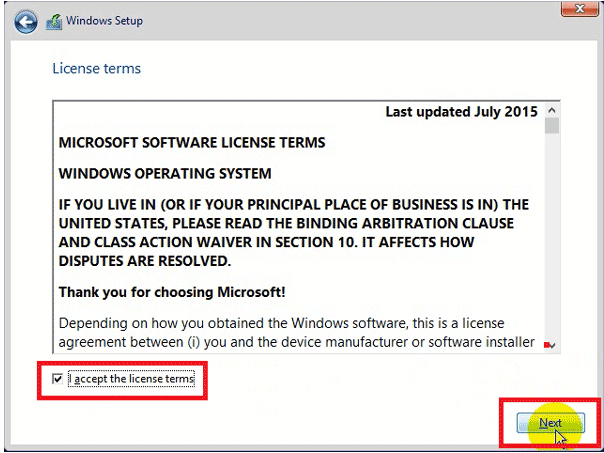 Windows Setup
License terms
Last updated July 2015
MICROSOFT SOFTWARE LICENSE TERMS
WINDOWS OPERATING SYSTEM
IF YOU LIVE IN (OR IF YOUR PRINCIPAL PLACE OF BUSINESS IS IN) THE
UNITED STATES, PLEASE READ THE BINDING ARBITRATION CLAUSE
AND CLASS ACTION WAIVER IN SECTION 10. IT AFFECTS HOW
DISPUTES ARE RESOLVED.
Thank you for choosing Microsoft!
Depending on how you obtained the Windows software, this is a license
agreement between (i) you and the device manufacturer or software installer
I accept the license terms
Next